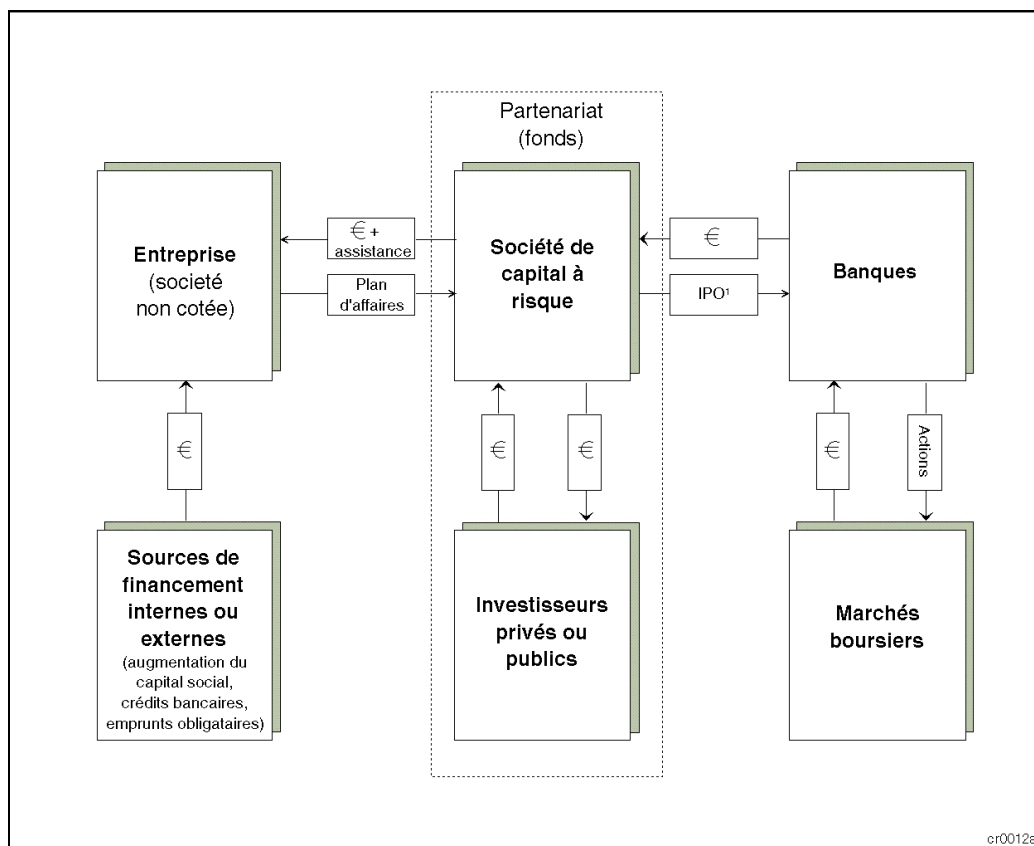 Partenariat
(fonds)
Entreprise
(societé
non cotée)
€ +
assistance
Plan
d'affaires
Société de
capital à
risque
€
IPO¹
Banques
€
€
€
€
Actions
Sources de
financement
internes ou
externes
(augmentation du
capital social,
crédits bancaires,
emprunts obligataires)
Investisseurs
privés ou
publics
Marchés
boursiers
cr0012a